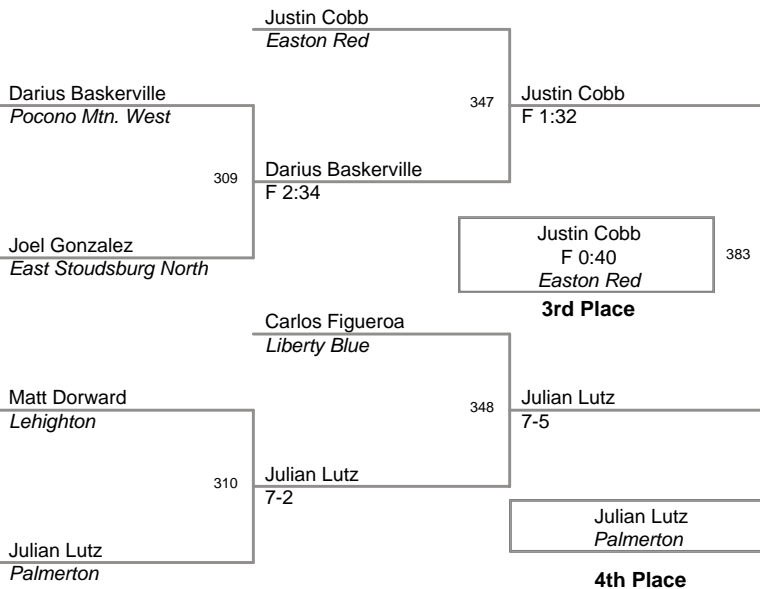 Justin Cobb
Easton Red
Darius Baskerville
Pocono Mtn. West
347
Justin Cobb
F 1:32
309
Darius Baskerville
F 2:34
Joel Gonzalez
East Stoudsburg North
Justin Cobb
F 0:40
Easton Red
383
3rd Place
Carlos Figueroa
Liberty Blue
Matt Dorward
Lehighton
348
Julian Lutz
7-5
310
Julian Lutz
7-2
Julian Lutz
Palmerton
Julian Lutz
Palmerton
4th Place